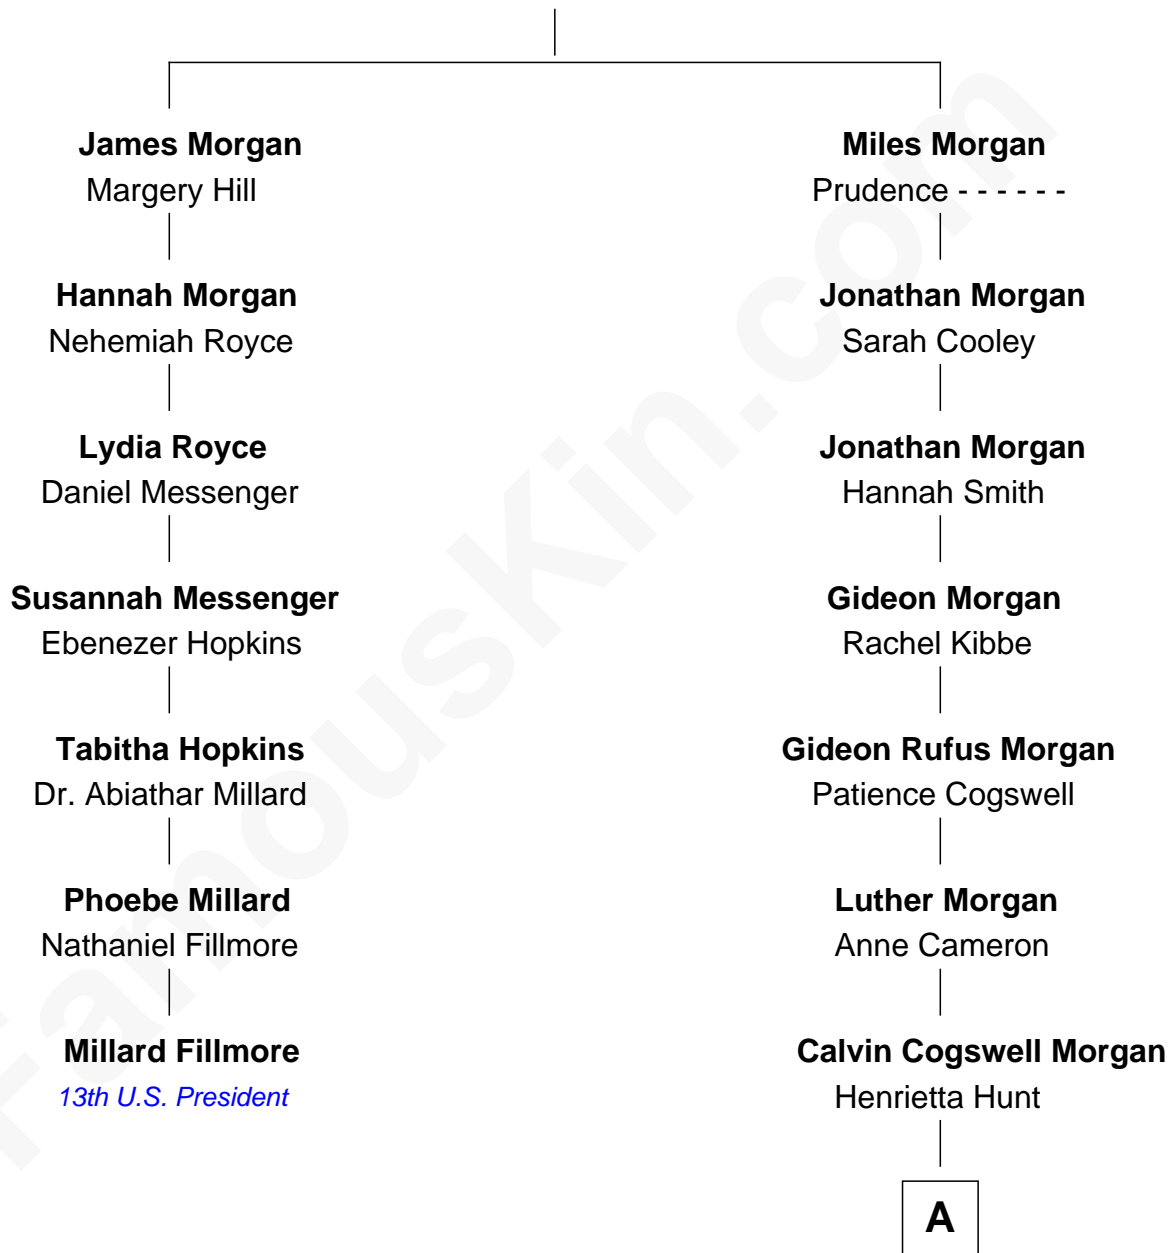 James Morgan
Margery Hill
Miles Morgan
Prudence - - - - - -
Hannah Morgan
Nehemiah Royce
Jonathan Morgan
Sarah Cooley
Lydia Royce
Daniel Messenger
Jonathan Morgan
Hannah Smith
Susannah Messenger
Ebenezer Hopkins
Gideon Morgan
Rachel Kibbe
Tabitha Hopkins
Dr. Abiathar Millard
Gideon Rufus Morgan
Patience Cogswell
Phoebe Millard
Nathaniel Fillmore
Luther Morgan
Anne Cameron
Millard Fillmore
13th U.S. President
Calvin Cogswell Morgan
Henrietta Hunt
A
FamousKin.com